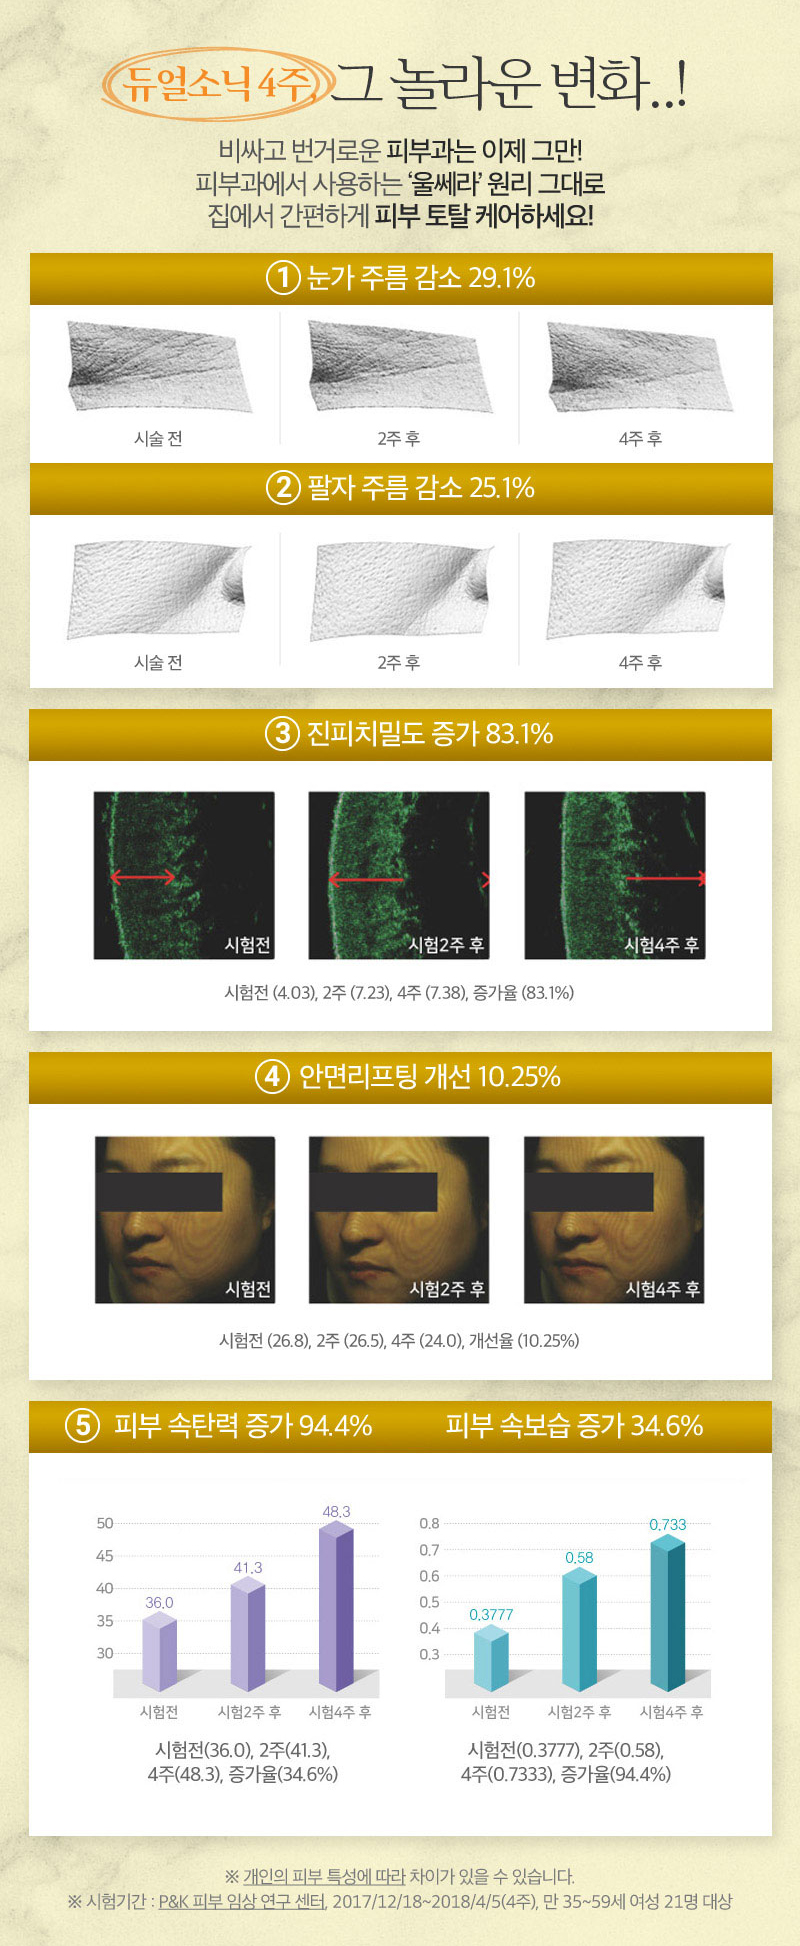 듀얼소닉 4주, 그 놀라운 변화..!
비싸고 번거로운 피부과는 이제 그만!
피부과에서 사용하는 ‘울쎄라’ 원리 그대로
집에서 간편하게 피부 토탈 케어하세요!
① 눈가 주름 감소 29.1%
시술 전 2주 후 4주 후
② 팔자 주름 감소 25.1%
시술 전 2주 후 4주 후
③ 진피치밀도 증가 83.1%
시험전 시험2주 후 시험4주 후
시험전 (4.03), 2주 (7.23), 4주 (7.38), 증가율 (83.1%)
④ 안면리프팅 개선 10.25%
시험전 시험2주 후 시험4주 후
시험전 (26.8), 2주 (26.5), 4주 (24.0), 개선율 (10.25%)
⑤ 피부 속탄력 증가 94.4% 피부 속보습 증가 34.6%
50
45
40
35
30
36.0
41.3
48.3
시험전 시험2주 후 시험4주 후
시험전(36.0), 2주(41.3),
4주(48.3), 증가율(34.6%)
0.8
0.7
0.6
0.5
0.4
0.3
0.3777
0.58
0.733
시험전 시험2주 후 시험4주 후
시험전(0.3777), 2주(0.58),
4주(0.7333), 증가율(94.4%)
※ 개인의 피부 특성에 따라 차이가 있을 수 있습니다.
※ 시험기간 : P&K 피부 임상 연구 센터, 2017/12/18~2018/4/5(4주), 만 35~59세 여성 21명 대상